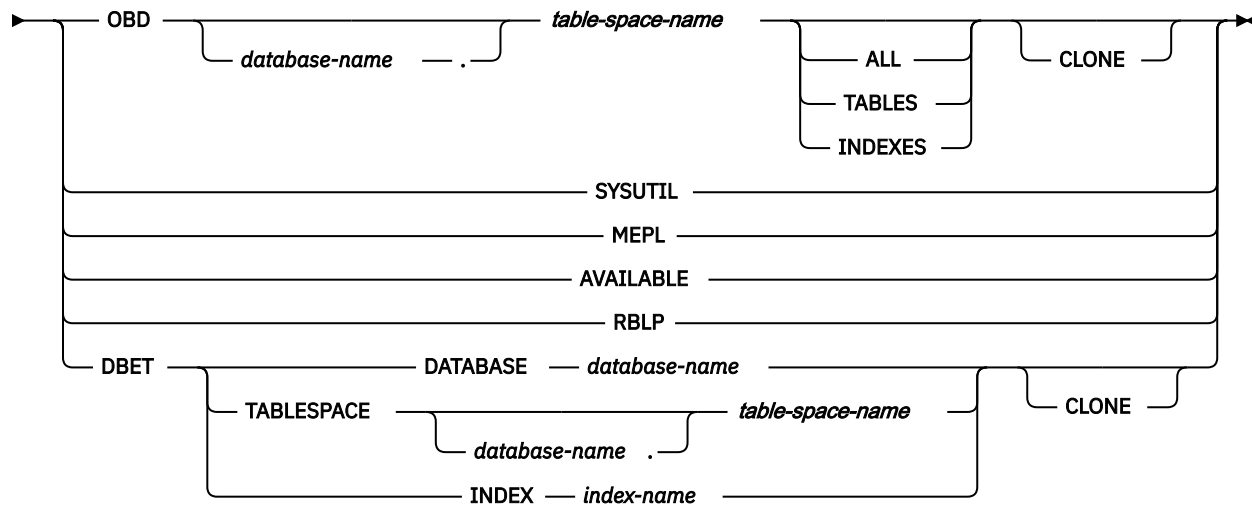 OBD table-space-name
database-name .
ALL CLONE
TABLES
INDEXES
SYSUTIL
MEPL
AVAILABLE
RBLP
DBET DATABASE database-name
TABLESPACE table-space-name CLONE
database-name .
INDEX index-name